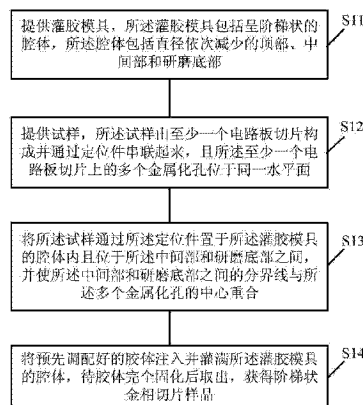 提供灌胶模具，所述灌胶模具包括呈阶梯状的
腔体，所述腔体包括直径依次减少的顶部、中
间部和研磨底部
S11
提供试样，所述试样由至少一个电路板切片构
成并通过定位件串联起来，且所述至少一个电
路板切片上的多个金属化孔位于同一水平面
S12
将所述试样通过所述定位件置于所述灌胶模具
的腔体内且位于所述中间部和研磨底部之间，
并使所述中间部和研磨底部之间的分界线与所
述多个金属化孔的中心重合
S13
将预先调配好的胶体注入并灌满所述灌胶模具
的腔体，待胶体完全固化后取出，获得阶梯状
金相切片样品
S14